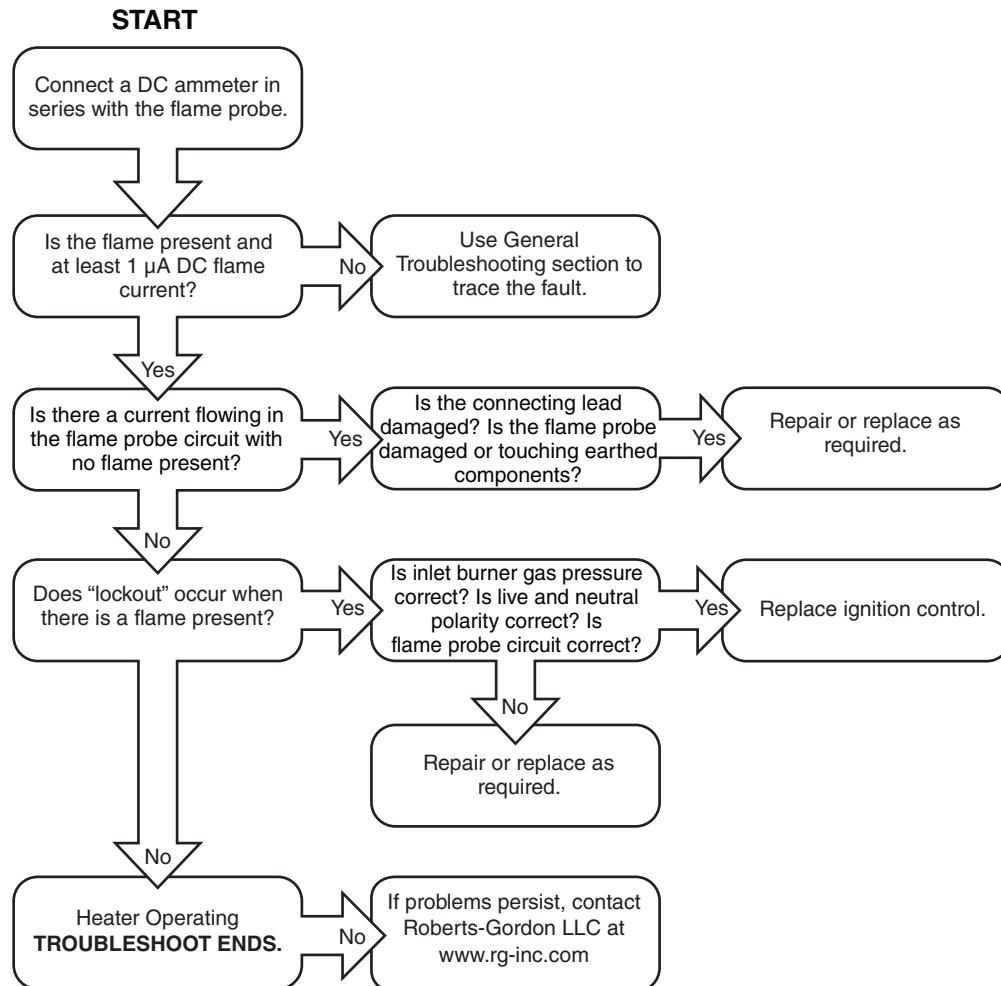 START
Connect a DC ammeter in
series with the flame probe.
Is the flame present and
at least 1 µA DC flame
current?
No
Use General
Troubleshooting section to
trace the fault.
Yes
Is there a current flowing in
the flame probe circuit with
no flame present?
Yes
Is the connecting lead
damaged? Is the flame probe
damaged or touching earthed
components?
Yes
Repair or replace as
required.
No
Does “lockout” occur when
there is a flame present?
Yes
Is inlet burner gas pressure
correct? Is live and neutral
polarity correct? Is
flame probe circuit correct?
Yes
Replace ignition control.
No
Repair or replace as
required.
No
Heater Operating
TROUBLESHOOT ENDS.
No
If problems persist, contact
Roberts-Gordon LLC at
www.rg-inc.com